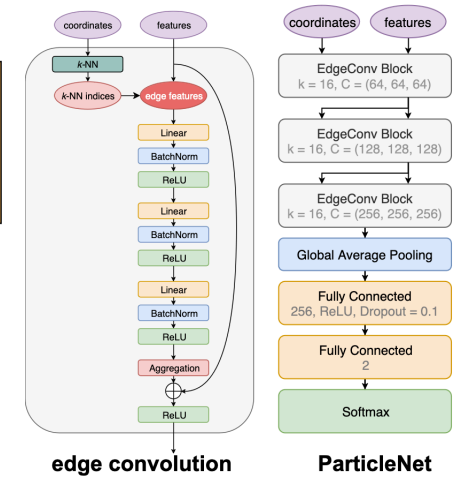 coordinates
features
k-NN
k-NN indices
edge features
Linear
BatchNorm
ReLU
Linear
BatchNorm
ReLU
Linear
BatchNorm
ReLU
Aggregation
ReLU
edge convolution
coordinates
features
EdgeConv Block
k = 16, C = (64, 64, 64)
EdgeConv Block
k = 16, C = (128, 128, 128)
EdgeConv Block
k = 16, C = (256, 256, 256)
Global Average Pooling
Fully Connected
256, ReLU, Dropout = 0.1
Fully Connected
2
Softmax
ParticleNet